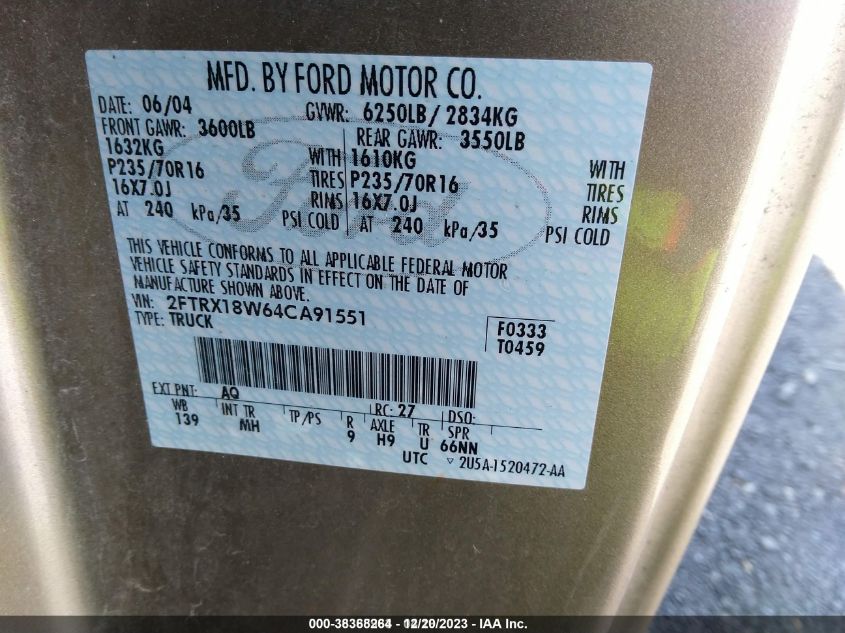 MFD. BY FORD MOTOR CO.
DATE: 06/04 GVWR: 6250LB/ 2834KG
FRONT GAWR: 3600LB REAR GAWR: 3550LB
1632KG WITH 1610KG WITH
P235/70R16 TIRES P235/70R16 TIRES
16X7.0J RIMS 16X7.0J RIMS
AT 240 kPa/35 PSI COLD AT 240 kPa/35 PSI COLD
Ford
THIS VEHICLE CONFORMS TO ALL APPLICABLE FEDERAL MOTOR
VEHICLE SAFETY STANDARDS IN EFFECT ON THE DATE OF
MANUFACTURE SHOWN ABOVE.
VIN: 2FTRX18W64CA91551
TYPE: TRUCK
F0333
T0459
EXT PNT: AQ RC: 27 DSO:
WB INT TR TP/PS R AXLE TR SPR
139 MH 9 H9 U 66NN
UTC ▽ 2U5A-1520472-AA
12/20/2023 - IAA Inc.